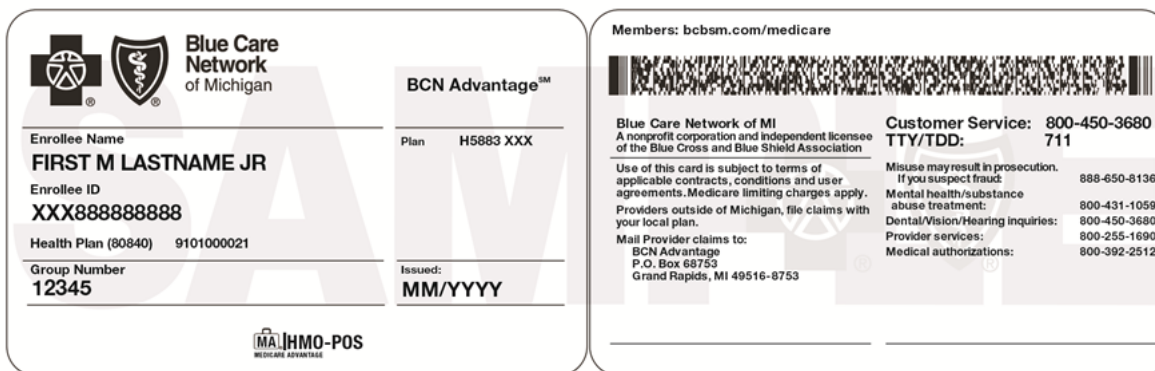 Blue Care
Network
of Michigan
BCN Advantage℠
Enrollee Name
FIRST M LASTNAME JR
Plan H5883 XXX
Enrollee ID
XXX888888888
Health Plan (80840) 9101000021
Group Number
12345
Issued:
MM/YYYY
MA HMO-POS
MEDICARE ADVANTAGE
Members: bcbsm.com/medicare
Blue Care Network of MI
A nonprofit corporation and independent licensee
of the Blue Cross and Blue Shield Association
Use of this card is subject to terms of
applicable contracts, conditions and user
agreements. Medicare limiting charges apply.
Providers outside of Michigan, file claims with
your local plan.
Mail Provider claims to:
BCN Advantage
P.O. Box 68753
Grand Rapids, MI 49516-8753
Customer Service: 800-450-3680
TTY/TDD: 711
Misuse may result in prosecution.
If you suspect fraud: 888-650-8136
Mental health/substance
abuse treatment: 800-431-1059
Dental/Vision/Hearing inquiries: 800-450-3680
Provider services: 800-255-1690
Medical authorizations: 800-392-2512
SAMPLE